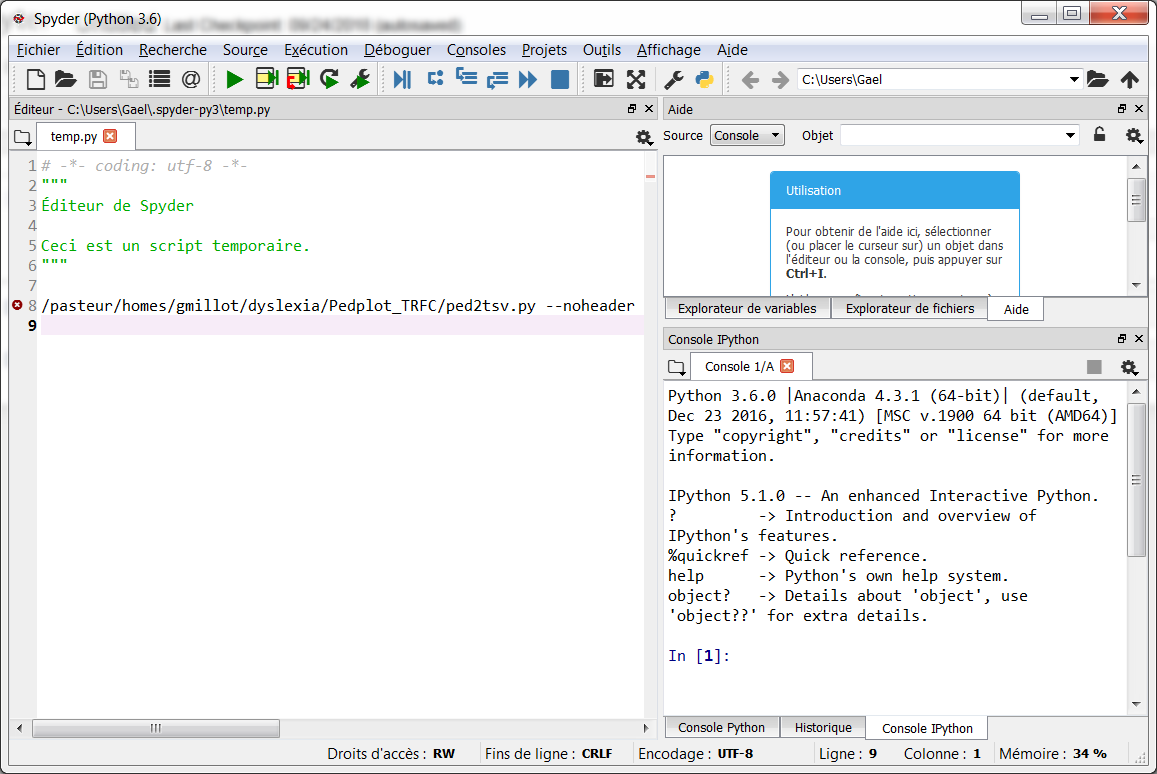 Spyder (Python 3.6)
Last Checkpoint: 09/24/2016 (autosaved)
Fichier Édition Recherche Source Exécution Déboguer Consoles Projets Outils Affichage Aide
C:\Users\Gael
Éditeur - C:\Users\Gael\.spyder-py3\temp.py
temp.py
1 # -*- coding: utf-8 -*-
2 """
3 Éditeur de Spyder
4
5 Ceci est un script temporaire.
6 """
7
8 /pasteur/homes/gmillot/dyslexia/Pedplot_TRFC/ped2tsv.py --noheader
9
Aide
Source Console Objet
Utilisation
Pour obtenir de l'aide ici, sélectionner
(ou placer le curseur sur) un objet dans
l'éditeur ou la console, puis appuyer sur
Ctrl+I.
Explorateur de variables Explorateur de fichiers Aide
Console IPython
Console 1/A
Python 3.6.0 |Anaconda 4.3.1 (64-bit)| (default,
Dec 23 2016, 11:57:41) [MSC v.1900 64 bit (AMD64)]
Type "copyright", "credits" or "license" for more
information.
IPython 5.1.0 -- An enhanced Interactive Python.
? -> Introduction and overview of
IPython's features.
%quickref -> Quick reference.
help -> Python's own help system.
object? -> Details about 'object', use
'object??' for extra details.
In [1]:
Console Python Historique Console IPython
Droits d'accès : RW Fins de ligne : CRLF Encodage : UTF-8 Ligne : 9 Colonne : 1 Mémoire : 34 %